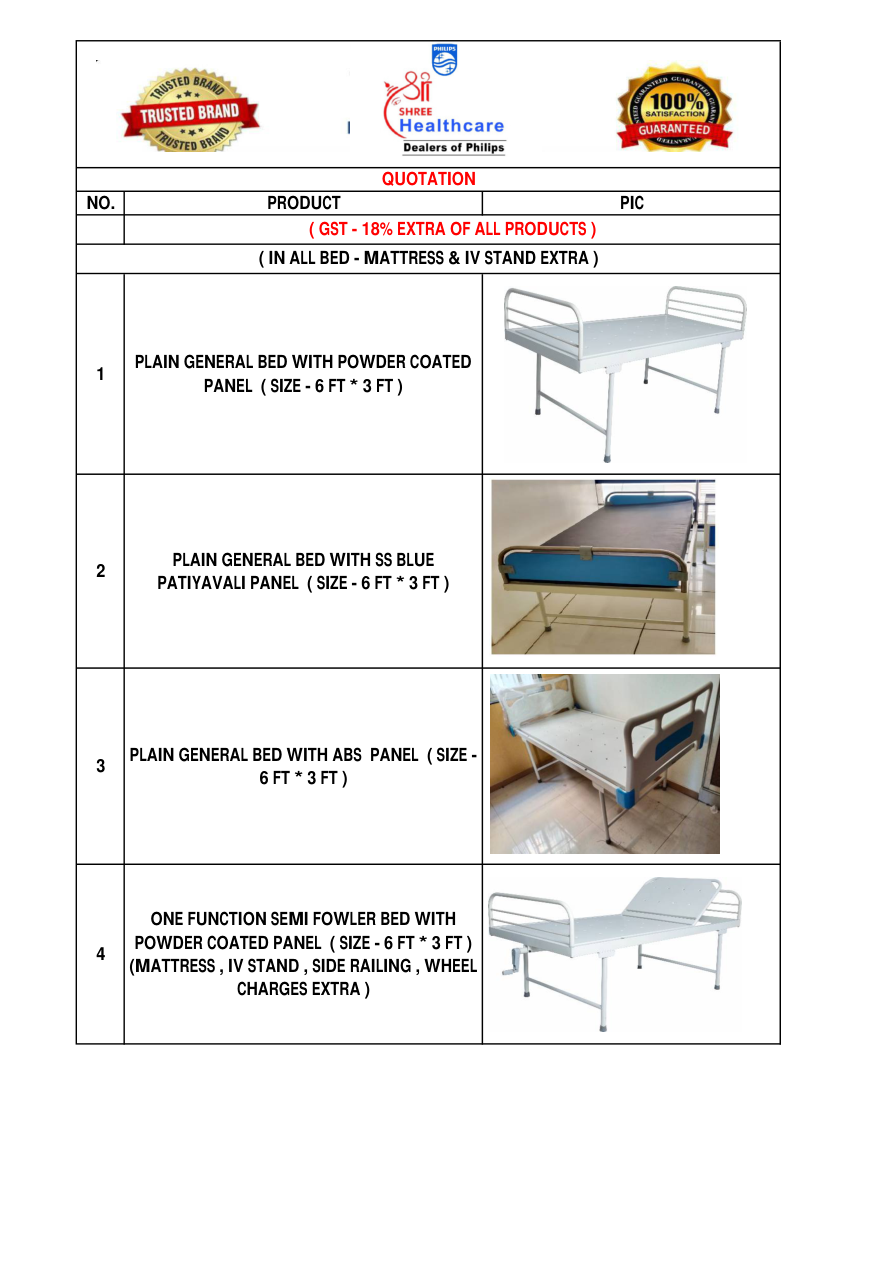 TRUSTED BRAND
TRUSTED BRAND
TRUSTED BRAND
PHILIPS
श्री
SHREE
Healthcare
Dealers of Philips
GUARANTEED GUARANTEED
100%
SATISFACTION
GUARANTEED
QUOTATION
NO. PRODUCT PIC
( GST - 18% EXTRA OF ALL PRODUCTS )
( IN ALL BED - MATTRESS & IV STAND EXTRA )
1
PLAIN GENERAL BED WITH POWDER COATED
PANEL ( SIZE - 6 FT * 3 FT )
2
PLAIN GENERAL BED WITH SS BLUE
PATIYAVALI PANEL ( SIZE - 6 FT * 3 FT )
3
PLAIN GENERAL BED WITH ABS PANEL ( SIZE -
6 FT * 3 FT )
4
ONE FUNCTION SEMI FOWLER BED WITH
POWDER COATED PANEL ( SIZE - 6 FT * 3 FT )
(MATTRESS , IV STAND , SIDE RAILING , WHEEL
CHARGES EXTRA )